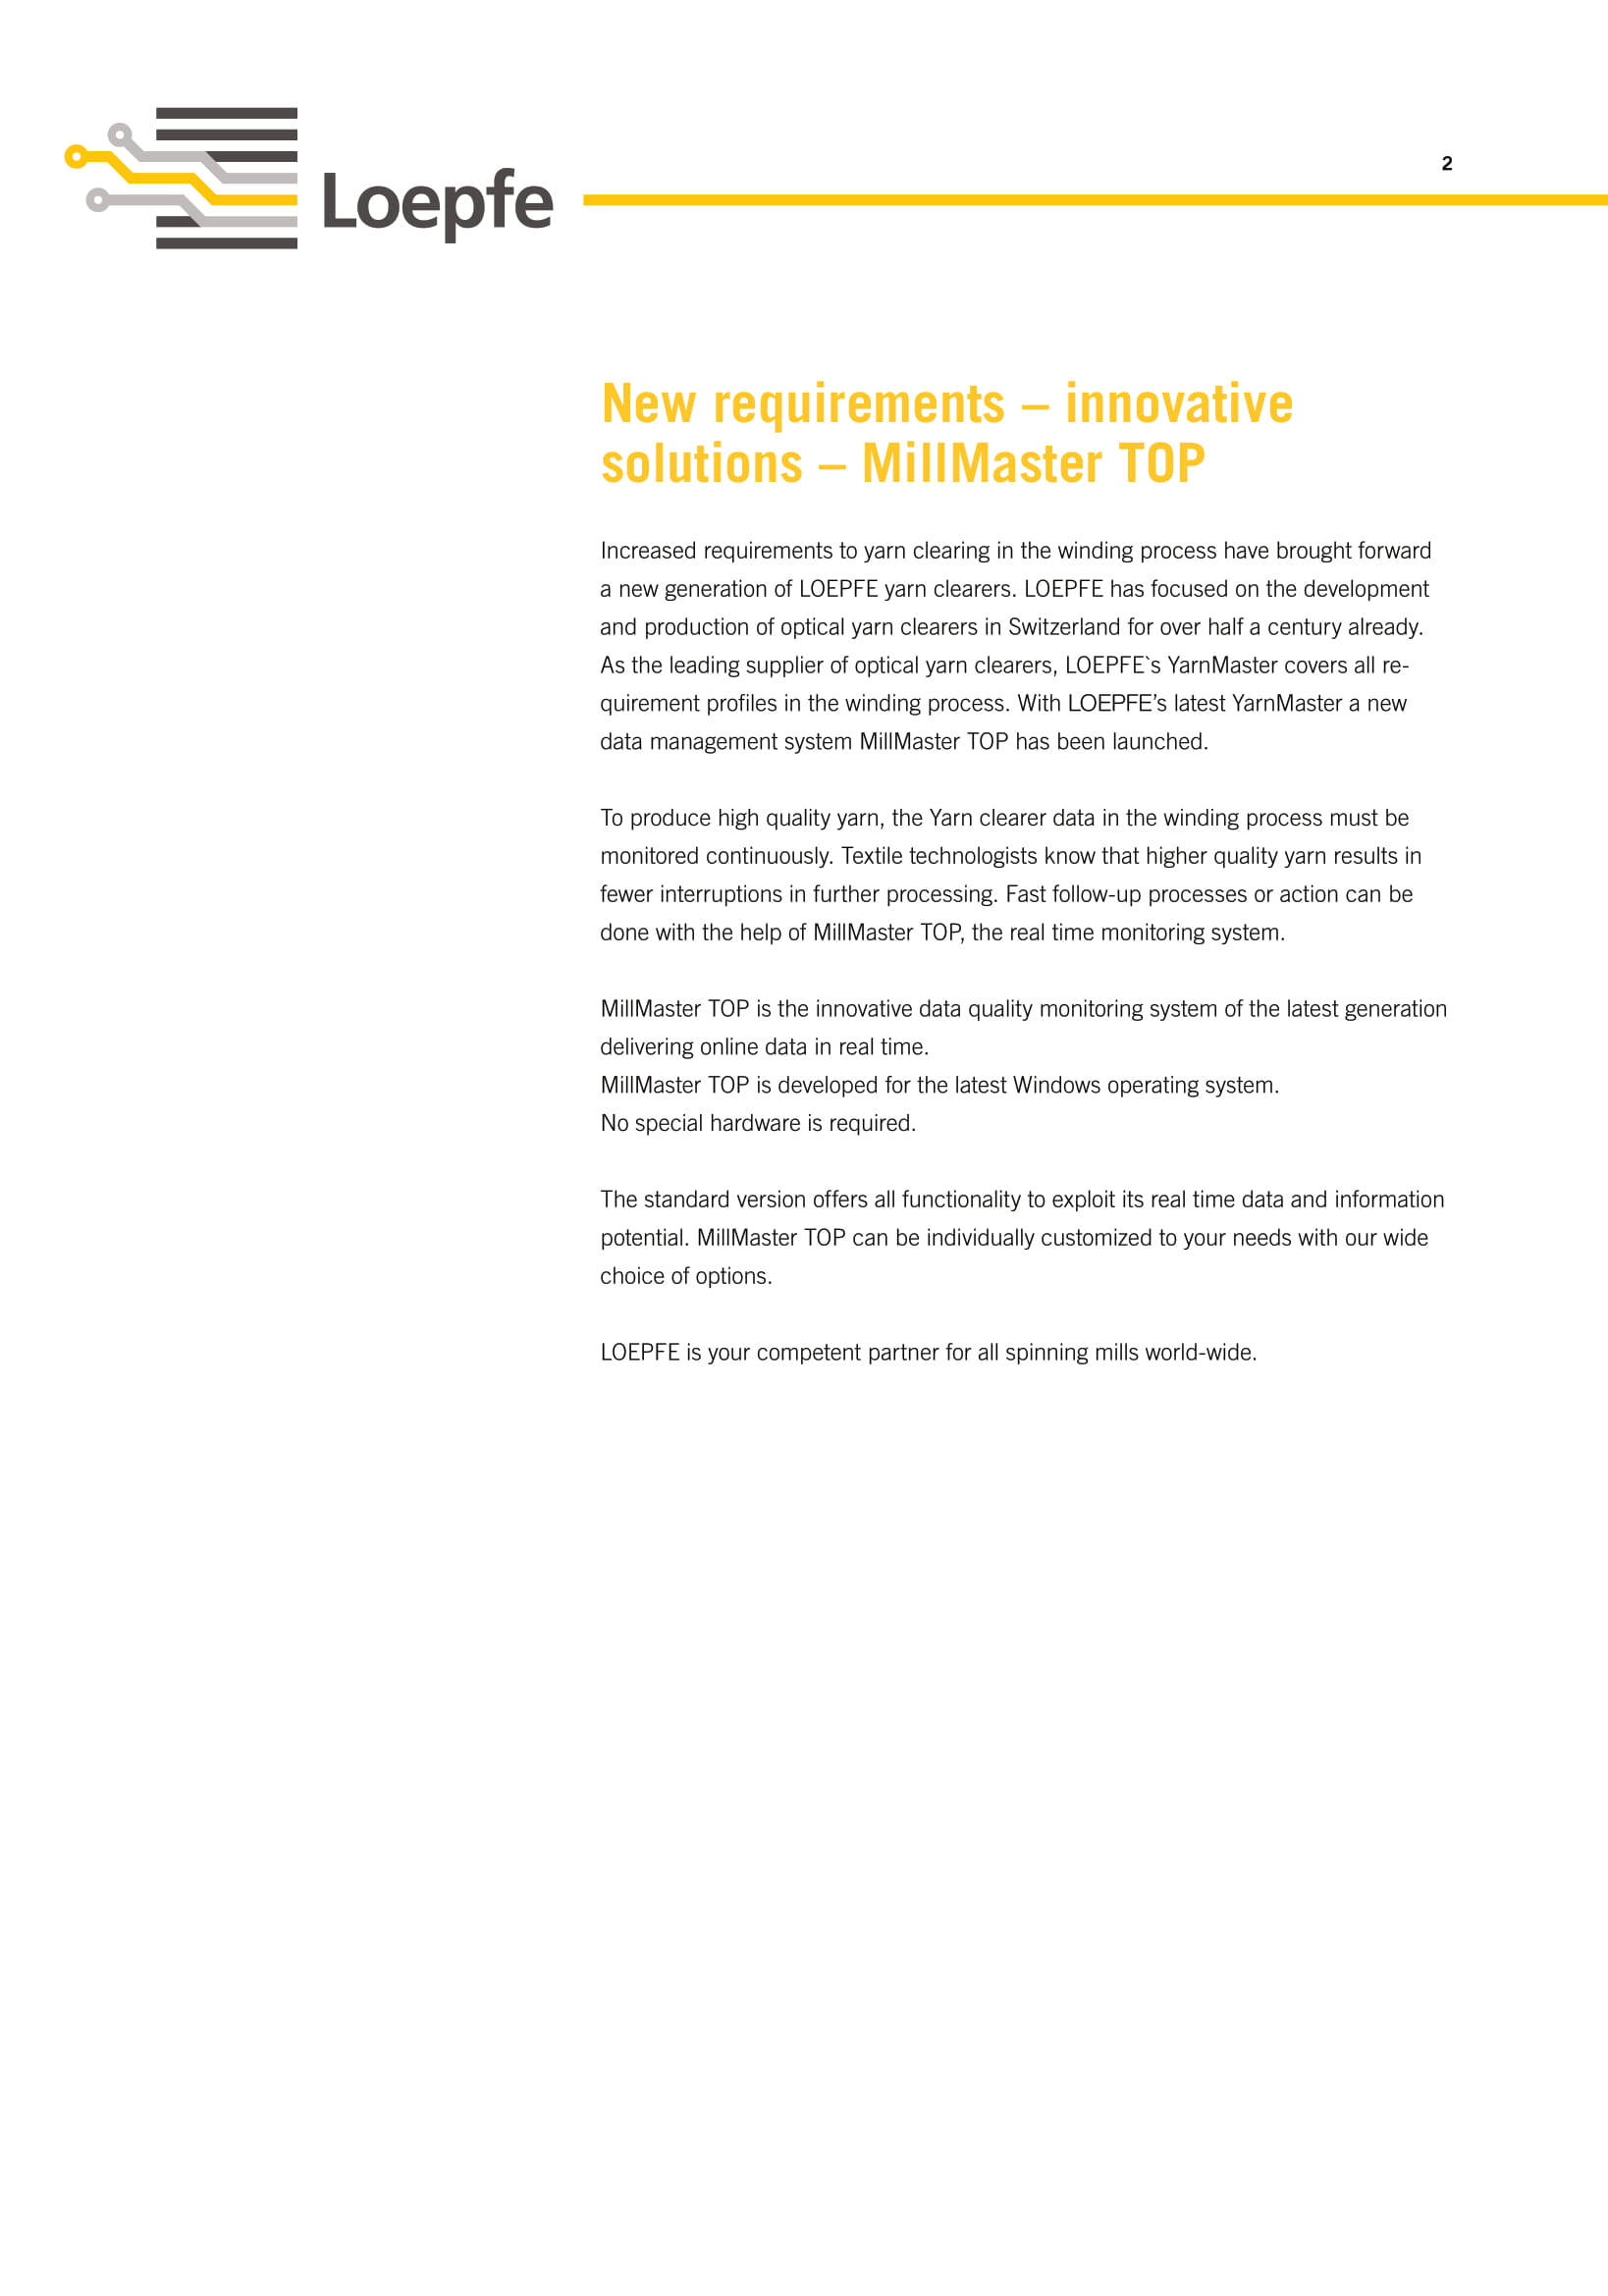 2
Loepfe
New requirements – innovative
solutions – MillMaster TOP
Increased requirements to yarn clearing in the winding process have brought forward
a new generation of LOEPFE yarn clearers. LOEPFE has focused on the development
and production of optical yarn clearers in Switzerland for over half a century already.
As the leading supplier of optical yarn clearers, LOEPFE`s YarnMaster covers all re-
quirement profiles in the winding process. With LOEPFE’s latest YarnMaster a new
data management system MillMaster TOP has been launched.
To produce high quality yarn, the Yarn clearer data in the winding process must be
monitored continuously. Textile technologists know that higher quality yarn results in
fewer interruptions in further processing. Fast follow-up processes or action can be
done with the help of MillMaster TOP, the real time monitoring system.
MillMaster TOP is the innovative data quality monitoring system of the latest generation
delivering online data in real time.
MillMaster TOP is developed for the latest Windows operating system.
No special hardware is required.
The standard version offers all functionality to exploit its real time data and information
potential. MillMaster TOP can be individually customized to your needs with our wide
choice of options.
LOEPFE is your competent partner for all spinning mills world-wide.